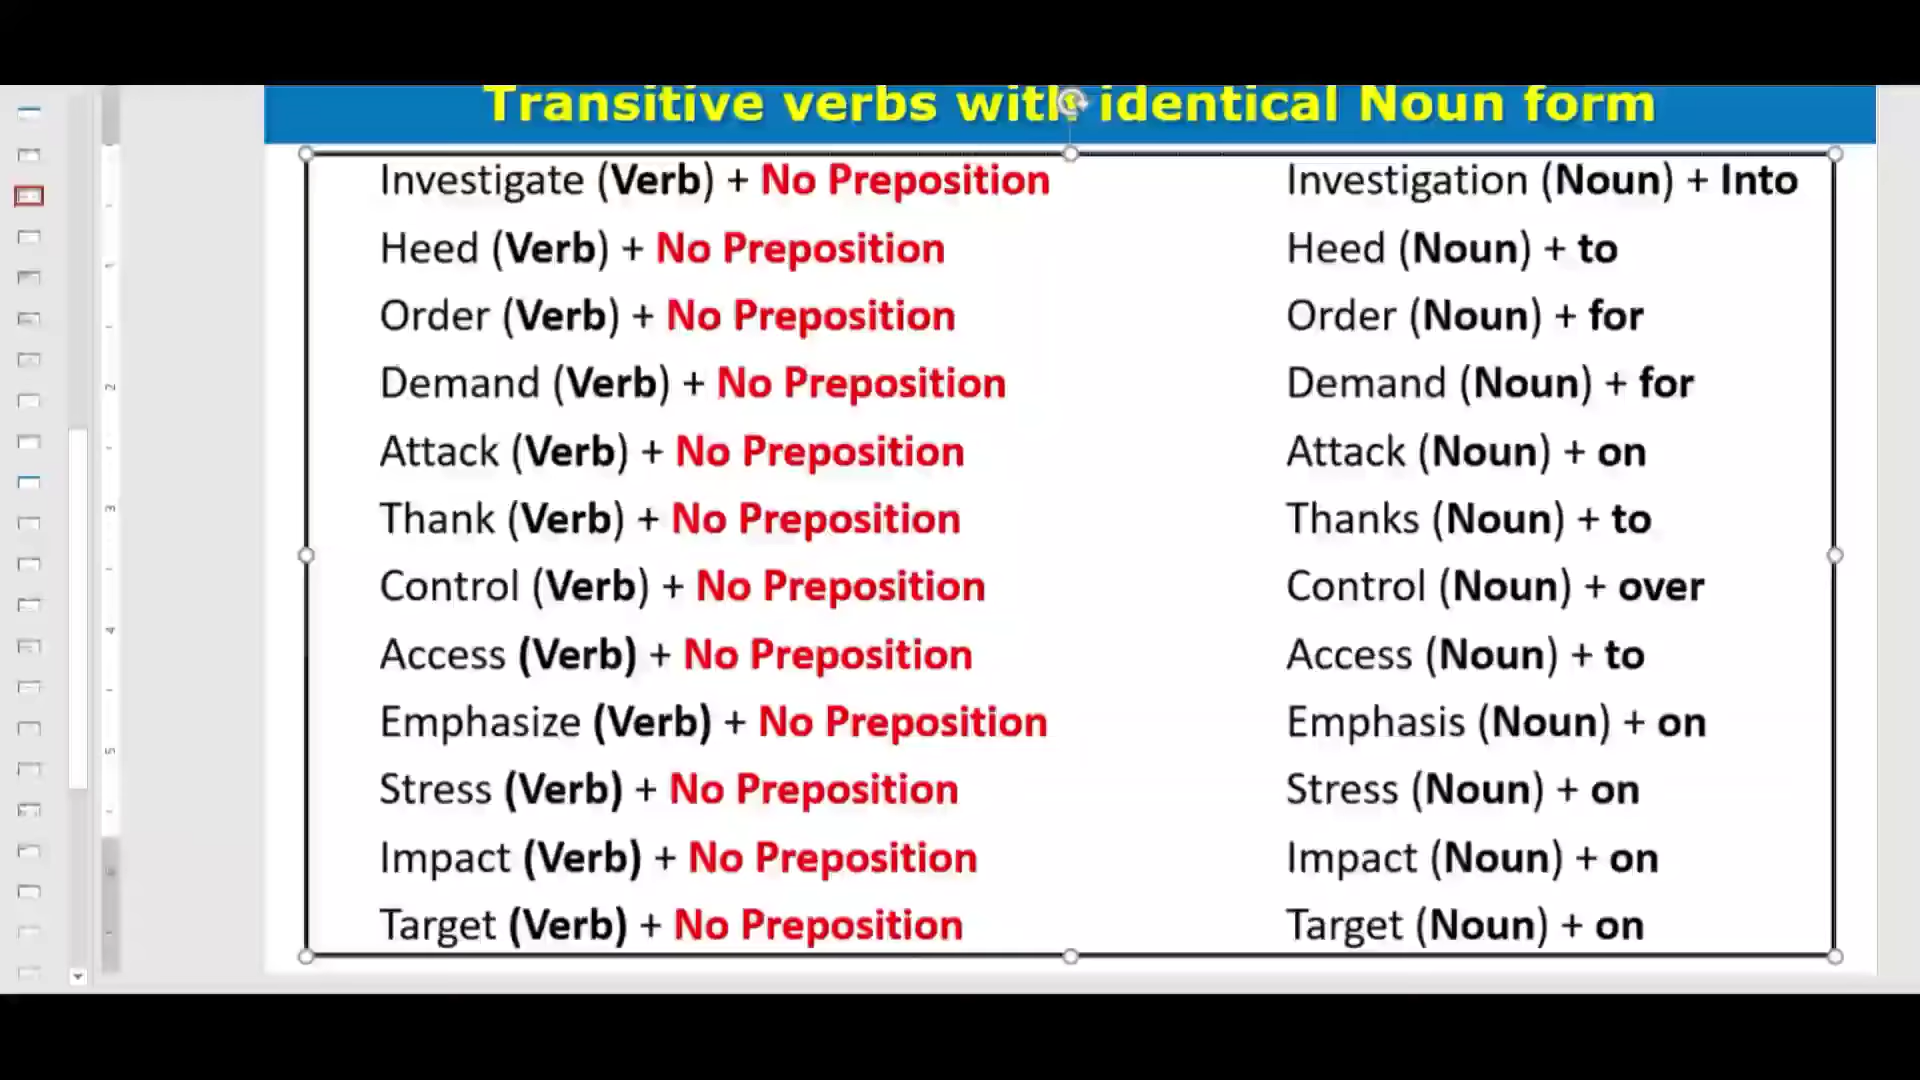 Transitive verbs with identical Noun form
Investigate (Verb) + No Preposition Investigation (Noun) + Into
Heed (Verb) + No Preposition Heed (Noun) + to
Order (Verb) + No Preposition Order (Noun) + for
Demand (Verb) + No Preposition Demand (Noun) + for
Attack (Verb) + No Preposition Attack (Noun) + on
Thank (Verb) + No Preposition Thanks (Noun) + to
Control (Verb) + No Preposition Control (Noun) + over
Access (Verb) + No Preposition Access (Noun) + to
Emphasize (Verb) + No Preposition Emphasis (Noun) + on
Stress (Verb) + No Preposition Stress (Noun) + on
Impact (Verb) + No Preposition Impact (Noun) + on
Target (Verb) + No Preposition Target (Noun) + on
2
3
4
5